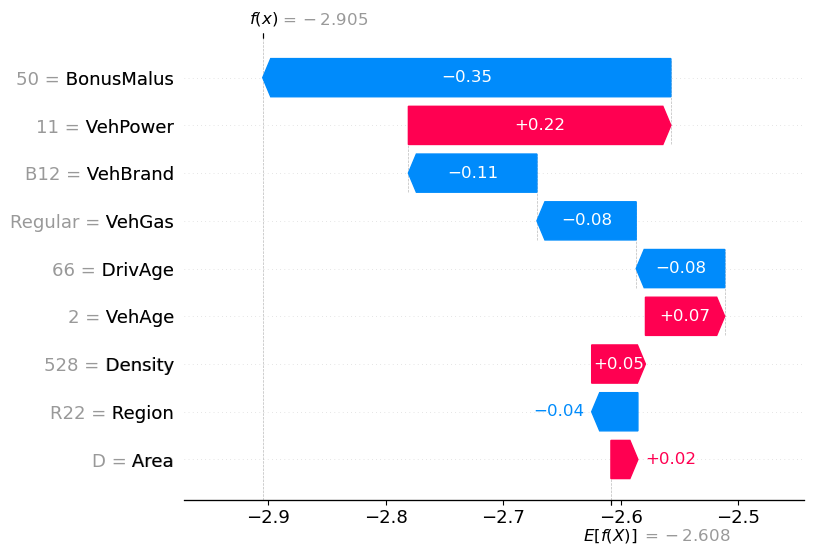 f(x) = −2.905
50 = BonusMalus −0.35
11 = VehPower +0.22
B12 = VehBrand −0.11
Regular = VehGas −0.08
66 = DrivAge −0.08
2 = VehAge +0.07
528 = Density +0.05
R22 = Region −0.04
D = Area +0.02
−2.9 −2.8 −2.7 −2.6 −2.5
E[f(X)] = −2.608